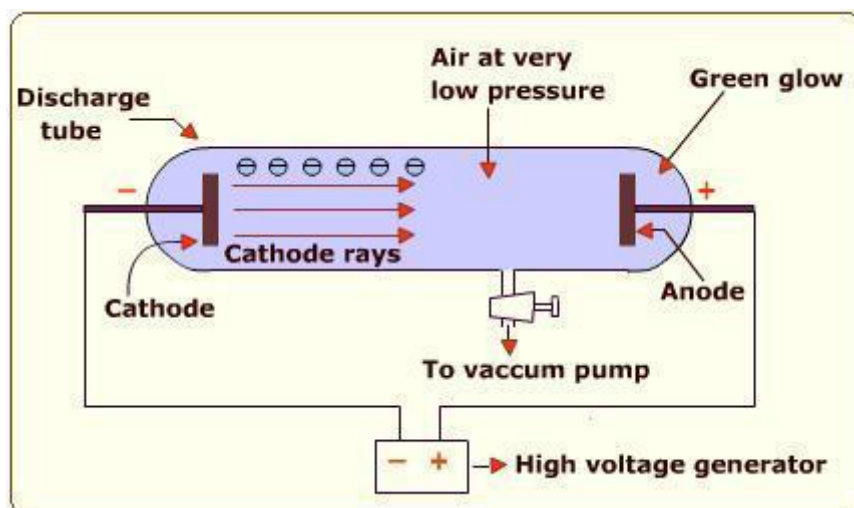 Air at very
low pressure
Green glow
Discharge
tube
−
+
Cathode rays
Cathode
Anode
To vaccum pump
− +
High voltage generator